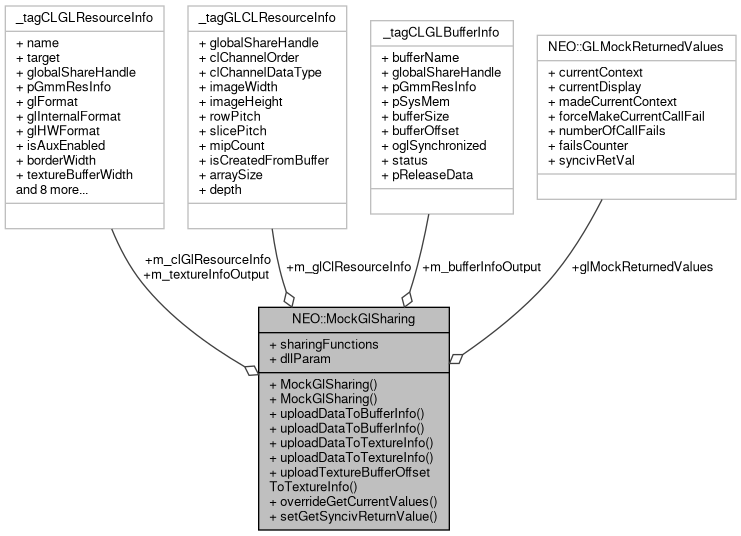 _tagCLGLResourceInfo
+ name
+ target
+ globalShareHandle
+ pGmmResInfo
+ glFormat
+ glInternalFormat
+ glHWFormat
+ isAuxEnabled
+ borderWidth
+ textureBufferWidth
and 8 more...
_tagGLCLResourceInfo
+ globalShareHandle
+ clChannelOrder
+ clChannelDataType
+ imageWidth
+ imageHeight
+ rowPitch
+ slicePitch
+ mipCount
+ isCreatedFromBuffer
+ arraySize
+ depth
_tagCLGLBufferInfo
+ bufferName
+ globalShareHandle
+ pGmmResInfo
+ pSysMem
+ bufferSize
+ bufferOffset
+ oglSynchronized
+ status
+ pReleaseData
NEO::GLMockReturnedValues
+ currentContext
+ currentDisplay
+ madeCurrentContext
+ forceMakeCurrentCallFail
+ numberOfCallFails
+ failsCounter
+ syncivRetVal
+m_clGlResourceInfo
+m_textureInfoOutput
+m_glClResourceInfo
+m_bufferInfoOutput
+glMockReturnedValues
NEO::MockGlSharing
+ sharingFunctions
+ dllParam
+ MockGlSharing()
+ MockGlSharing()
+ uploadDataToBufferInfo()
+ uploadDataToBufferInfo()
+ uploadDataToTextureInfo()
+ uploadDataToTextureInfo()
+ uploadTextureBufferOffset
ToTextureInfo()
+ overrideGetCurrentValues()
+ setGetSyncivReturnValue()